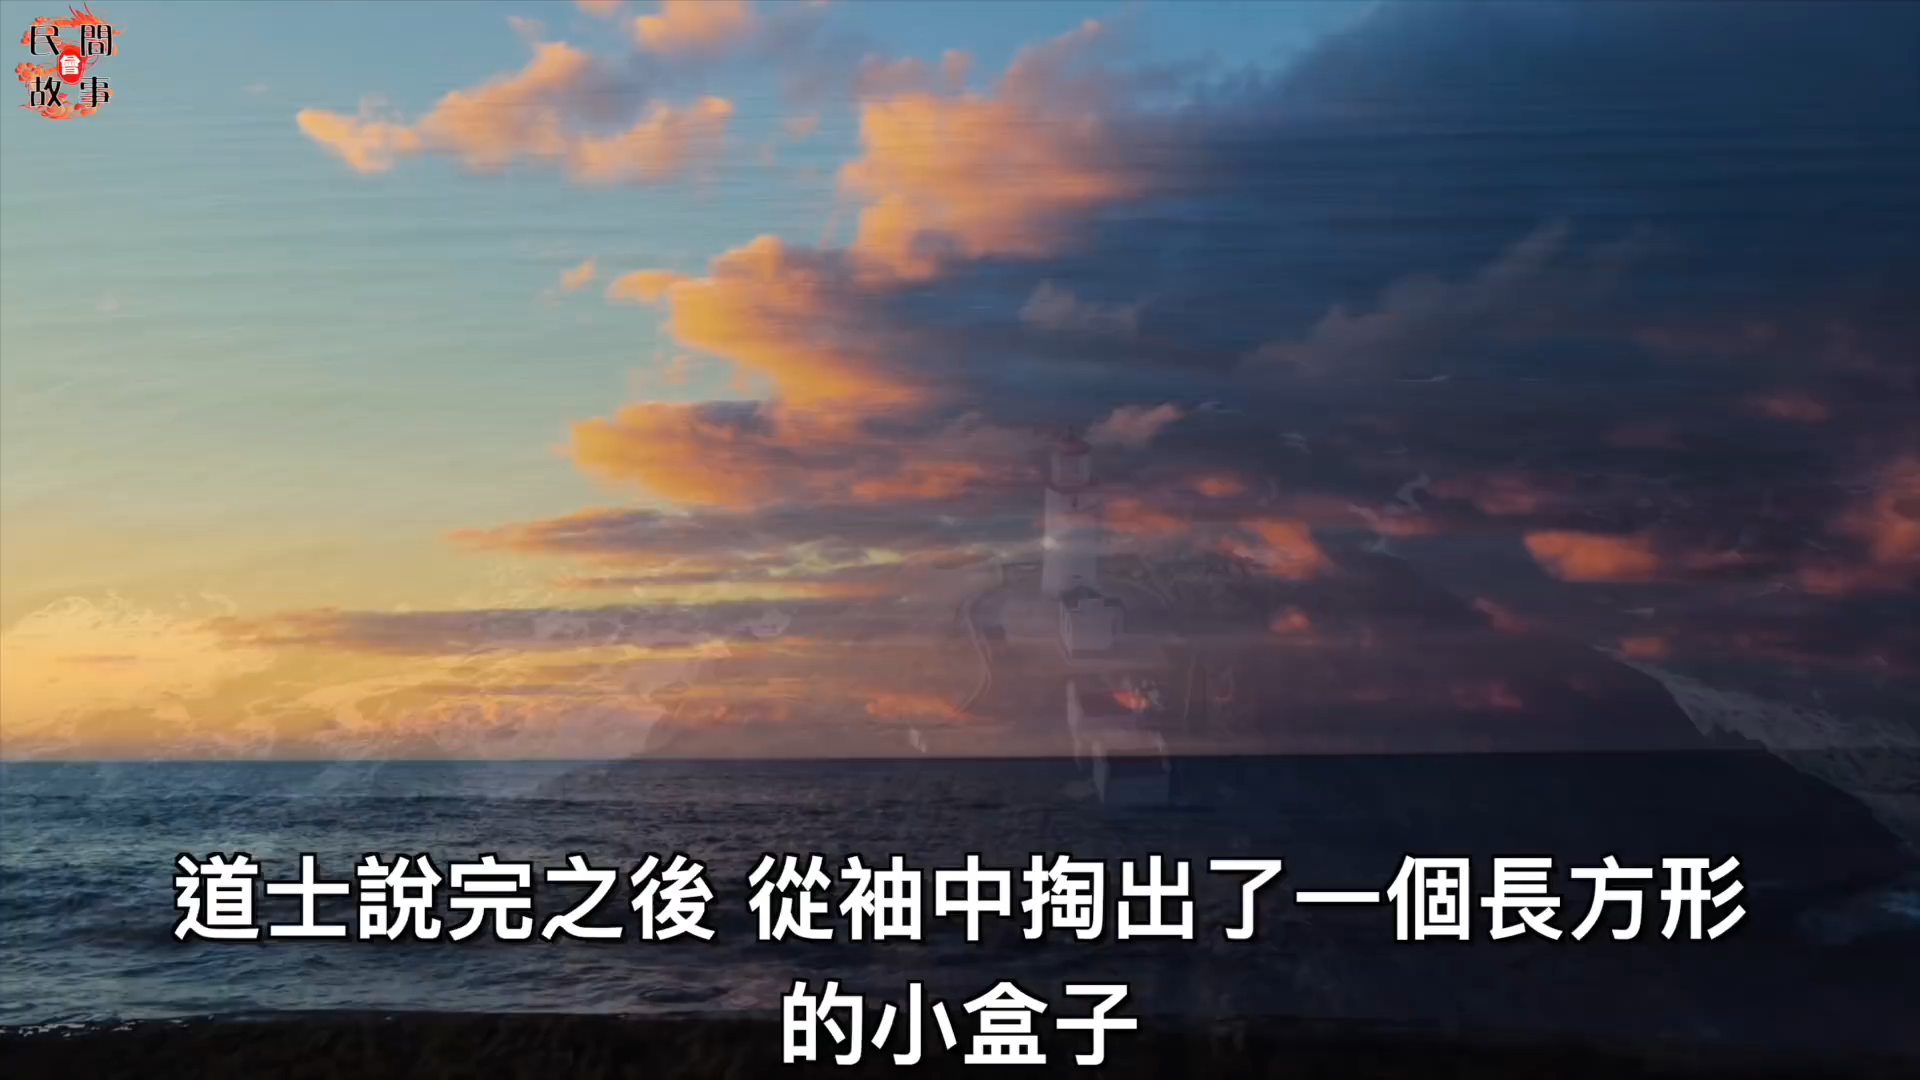 民間
會
故事
道士說完之後 從袖中掏出了一個長方形
的小盒子